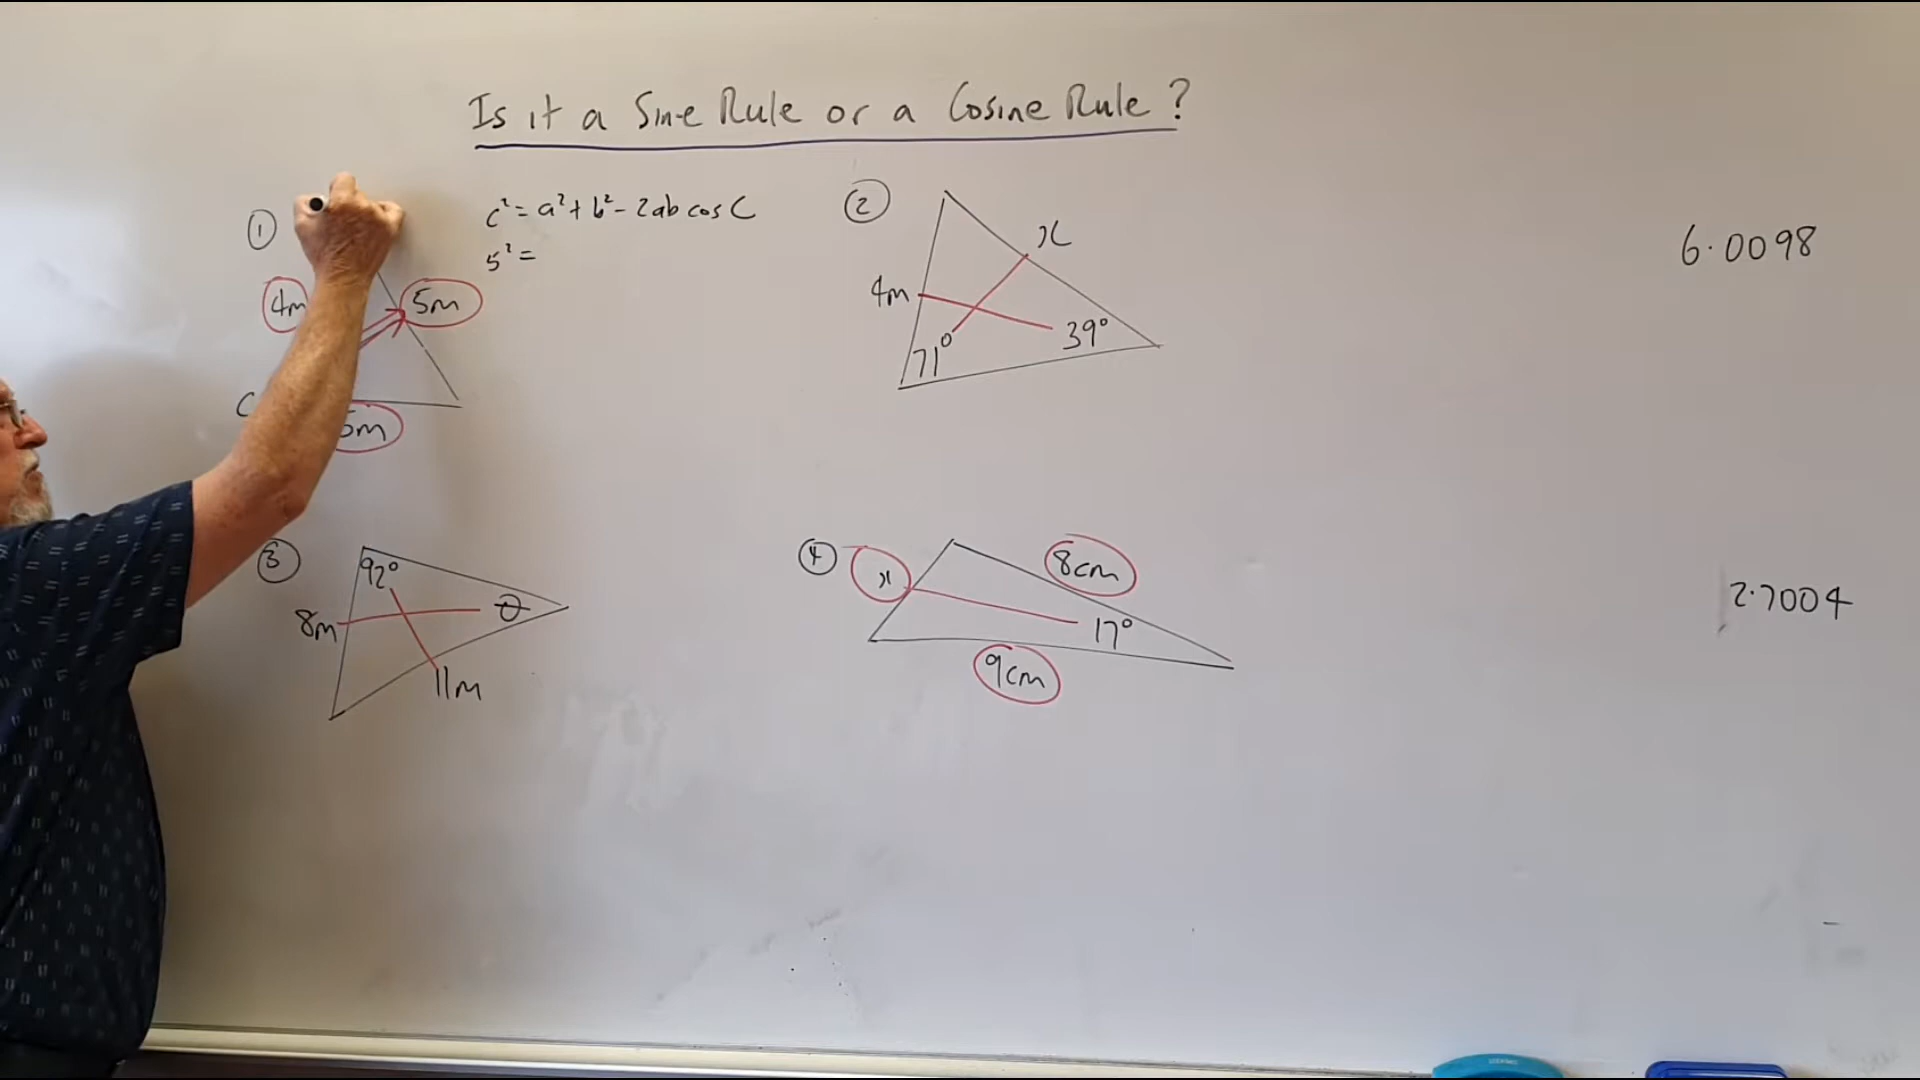 Is it a Sine Rule or a Cosine Rule?
①
c² = a² + b² - 2ab cos C
5² =
4m
5m
C
②
x
4m
71°
39°
6.0098
③
92°
8m
θ
11m
④
x
8cm
17°
9cm
2.7004